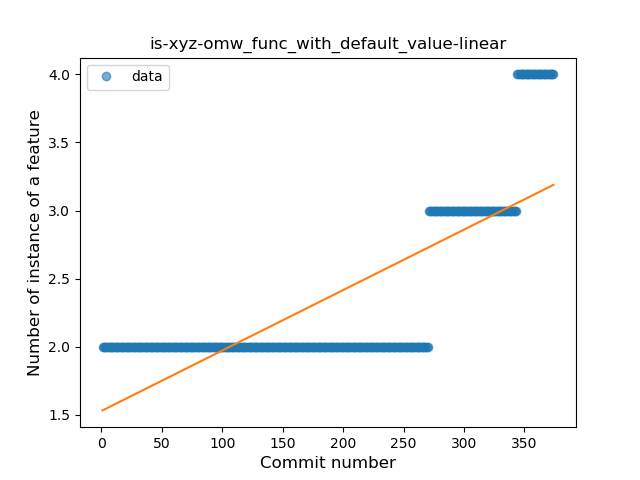 is-xyz-omw_func_with_default_value-linear
data
Number of instance of a feature
4.0
3.5
3.0
2.5
2.0
1.5
0 50 100 150 200 250 300 350
Commit number